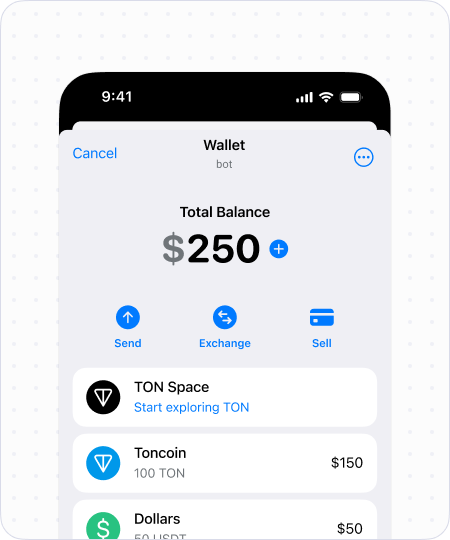 9:41
Cancel
Wallet
bot
Total Balance
$250
Send
Exchange
Sell
TON Space
Start exploring TON
Toncoin
100 TON
$150
Dollars
50 USDT
$50